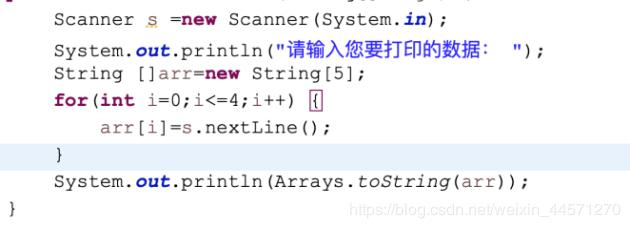 Scanner s =new Scanner(System.in);
System.out.println("请输入您要打印的数据： ");
String []arr=new String[5];
for(int i=0;i<=4;i++) {
arr[i]=s.nextLine();
}
System.out.println(Arrays.toString(arr));
}
https://blog.csdn.net/weixin_44571270